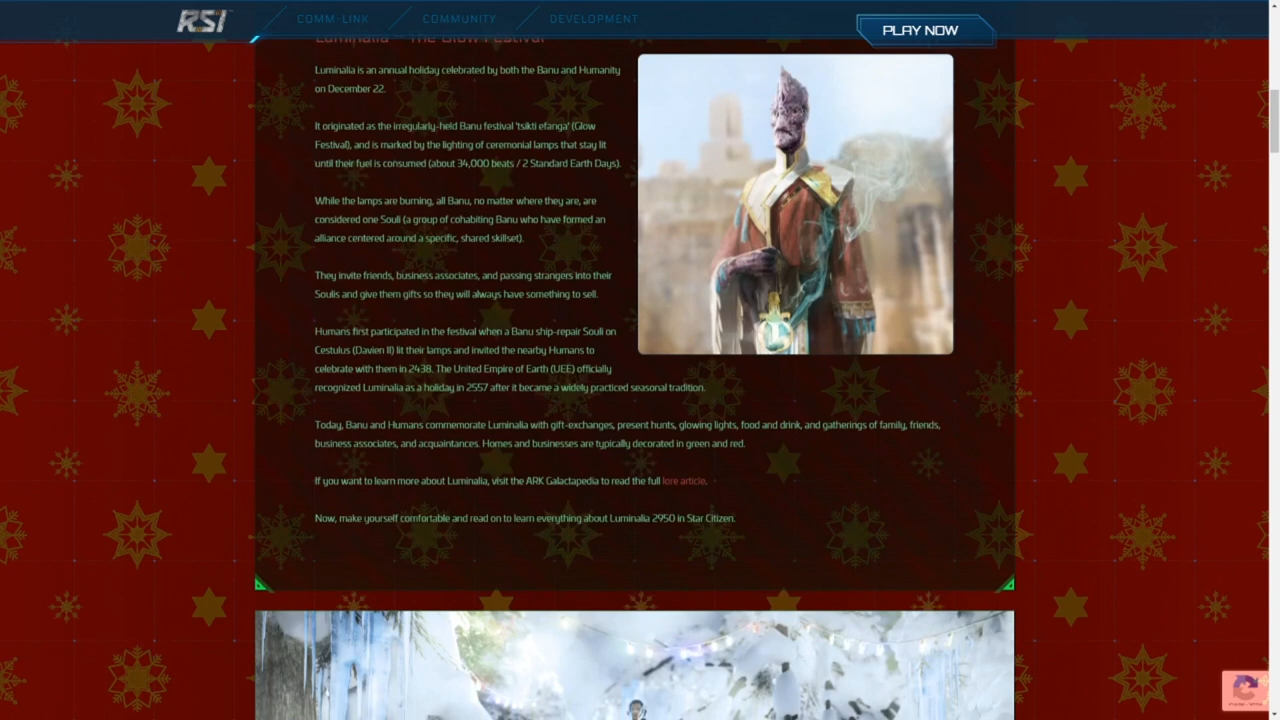 RSI
COMM-LINK
COMMUNITY
DEVELOPMENT
PLAY NOW
Luminalia - The Glow Festival
Luminalia is an annual holiday celebrated by both the Banu and Humanity
on December 22.
It originated as the irregularly-held Banu festival 'tsikti efanga' (Glow
Festival), and is marked by the lighting of ceremonial lamps that stay lit
until their fuel is consumed (about 34,000 beats / 2 Standard Earth Days).
While the lamps are burning, all Banu, no matter where they are, are
considered one Souli (a group of cohabiting Banu who have formed an
alliance centered around a specific, shared skillset).
They invite friends, business associates, and passing strangers into their
Soulis and give them gifts so they will always have something to sell.
Humans first participated in the festival when a Banu ship-repair Souli on
Cestulus (Davien II) lit their lamps and invited the nearby Humans to
celebrate with them in 2438. The United Empire of Earth (UEE) officially
recognized Luminalia as a holiday in 2557 after it became a widely practiced seasonal tradition.
Today, Banu and Humans commemorate Luminalia with gift-exchanges, present hunts, glowing lights, food and drink, and gatherings of family, friends,
business associates, and acquaintances. Homes and businesses are typically decorated in green and red.
If you want to learn more about Luminalia, visit the ARK Galactapedia to read the full lore article.
Now, make yourself comfortable and read on to learn everything about Luminalia 2950 in Star Citizen.